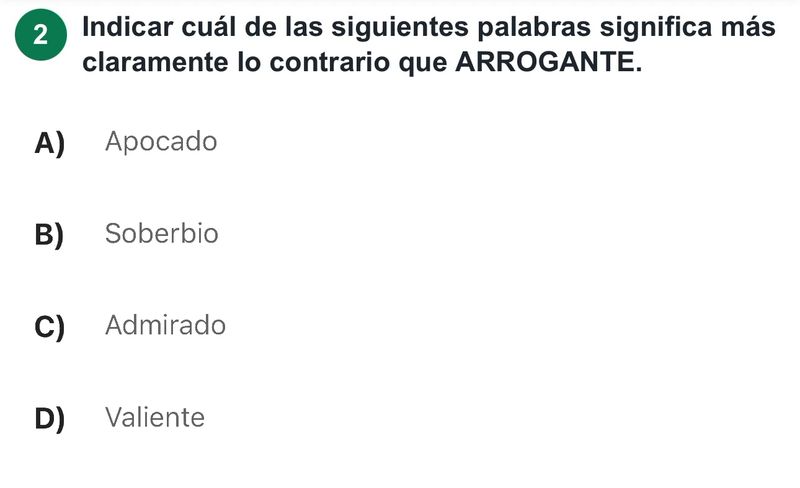 2 Indicar cuál de las siguientes palabras significa más
claramente lo contrario que ARROGANTE.
A) Apocado
B) Soberbio
C) Admirado
D) Valiente